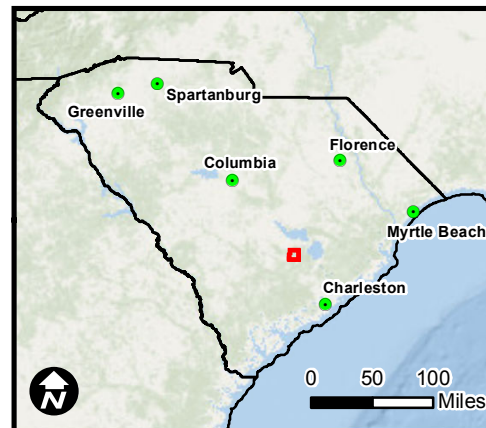 Spartanburg
Greenville
Florence
Columbia
Myrtle Beach
Charleston
N
0 50 100
Miles